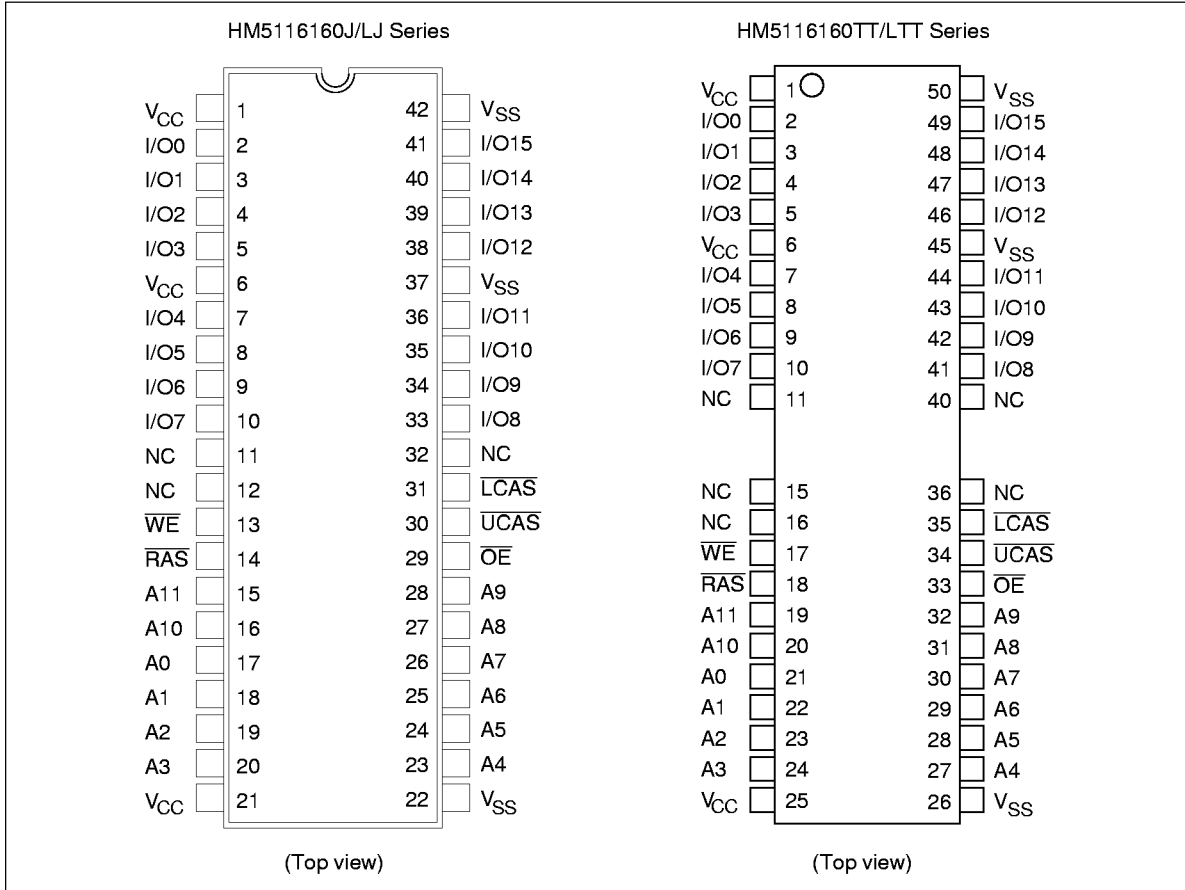 HM5116160J/LJ Series
VCC 1 42 VSS
I/O0 2 41 I/O15
I/O1 3 40 I/O14
I/O2 4 39 I/O13
I/O3 5 38 I/O12
VCC 6 37 VSS
I/O4 7 36 I/O11
I/O5 8 35 I/O10
I/O6 9 34 I/O9
I/O7 10 33 I/O8
NC 11 32 NC
NC 12 31 LCAS
WE 13 30 UCAS
RAS 14 29 OE
A11 15 28 A9
A10 16 27 A8
A0 17 26 A7
A1 18 25 A6
A2 19 24 A5
A3 20 23 A4
VCC 21 22 VSS
(Top view)
HM5116160TT/LTT Series
VCC 1 50 VSS
I/O0 2 49 I/O15
I/O1 3 48 I/O14
I/O2 4 47 I/O13
I/O3 5 46 I/O12
VCC 6 45 VSS
I/O4 7 44 I/O11
I/O5 8 43 I/O10
I/O6 9 42 I/O9
I/O7 10 41 I/O8
NC 11 40 NC
NC 15 36 NC
NC 16 35 LCAS
WE 17 34 UCAS
RAS 18 33 OE
A11 19 32 A9
A10 20 31 A8
A0 21 30 A7
A1 22 29 A6
A2 23 28 A5
A3 24 27 A4
VCC 25 26 VSS
(Top view)